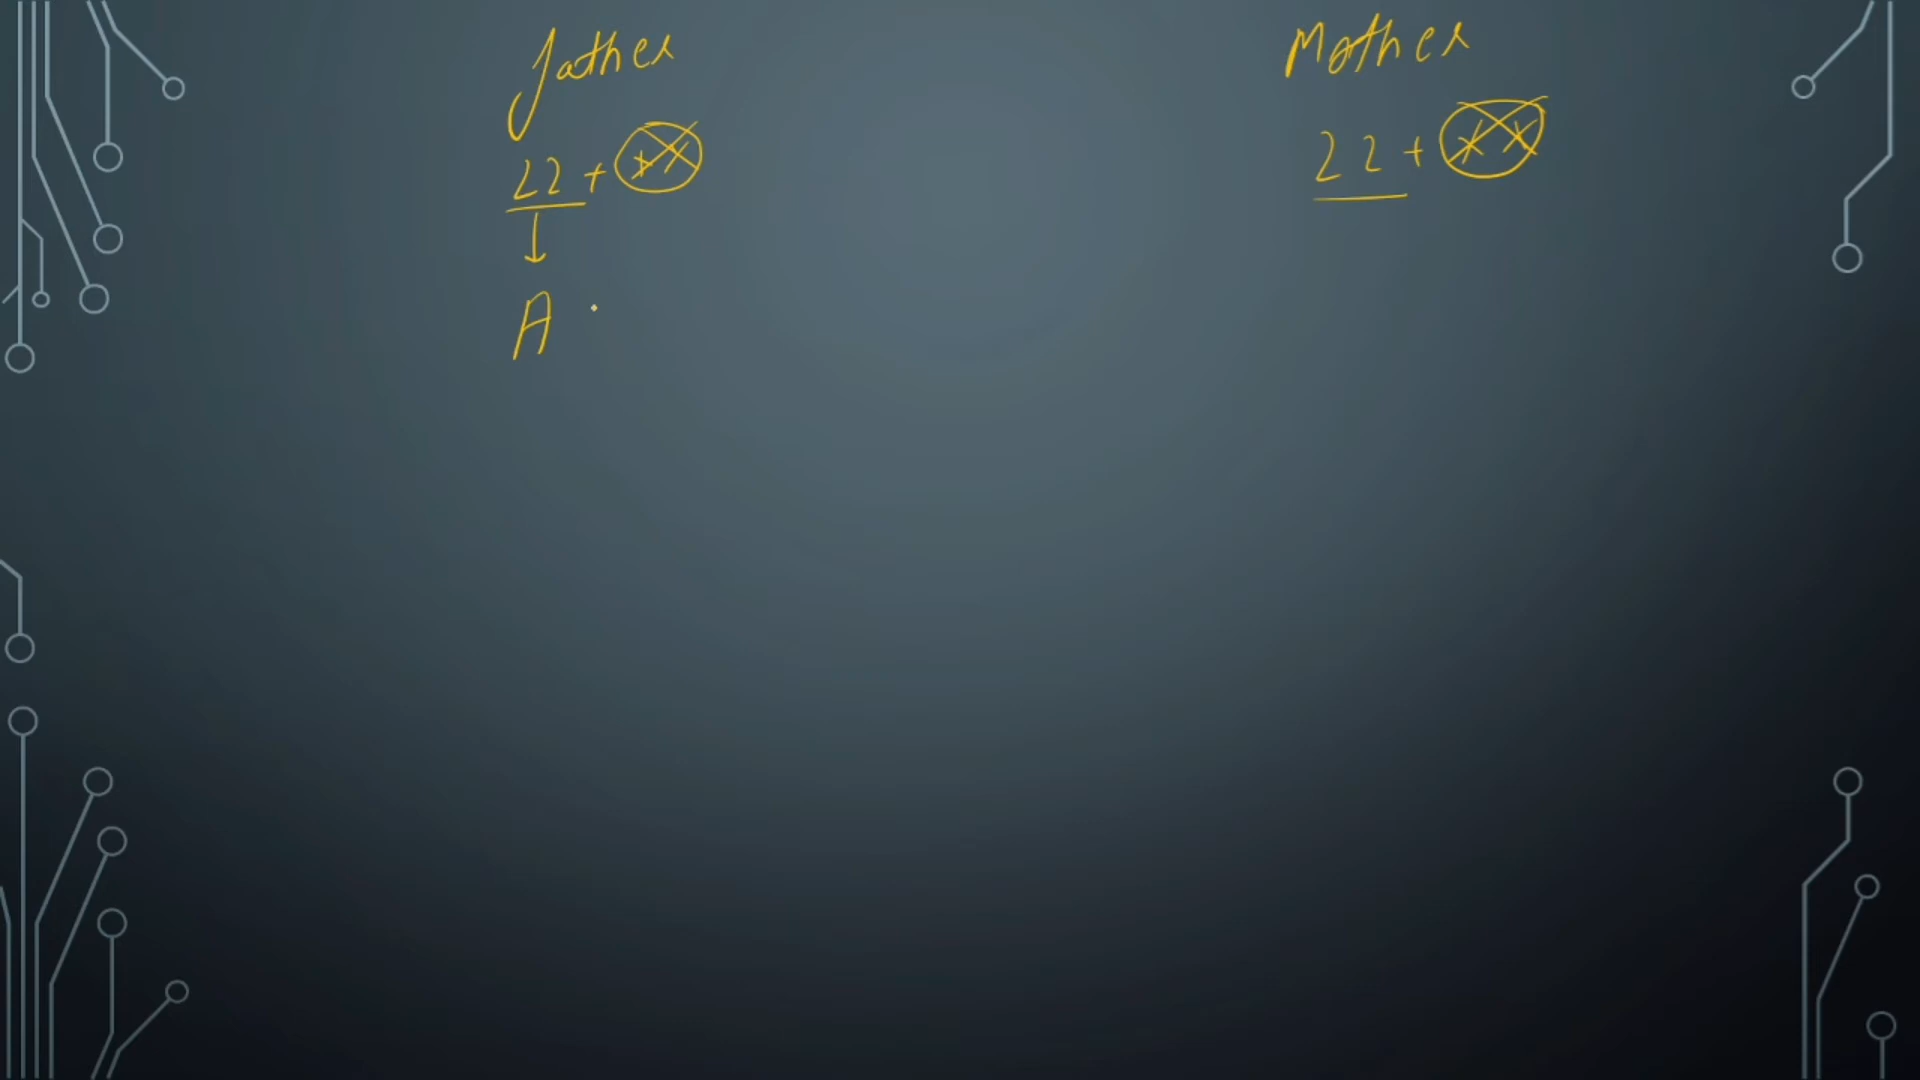 Father
22 + XY
A
Mother
22 + XX